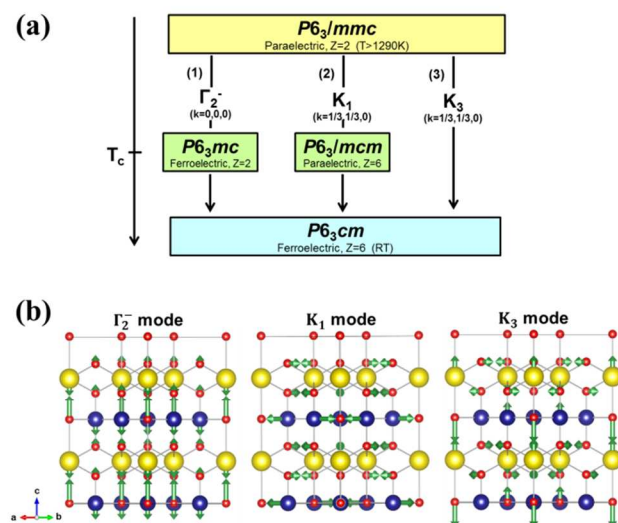 (a)
P6₃/mmc
Paraelectric, Z=2 (T>1290K)
(1) (2) (3)
Γ₂⁻ K₁ K₃
(k=0,0,0) (k=1/3,1/3,0) (k=1/3,1/3,0)
T_c
P6₃mc P6₃/mcm
Ferroelectric, Z=2 Paraelectric, Z=6
P6₃cm
Ferroelectric, Z=6 (RT)
(b)
Γ₂⁻ mode K₁ mode K₃ mode
c
a b